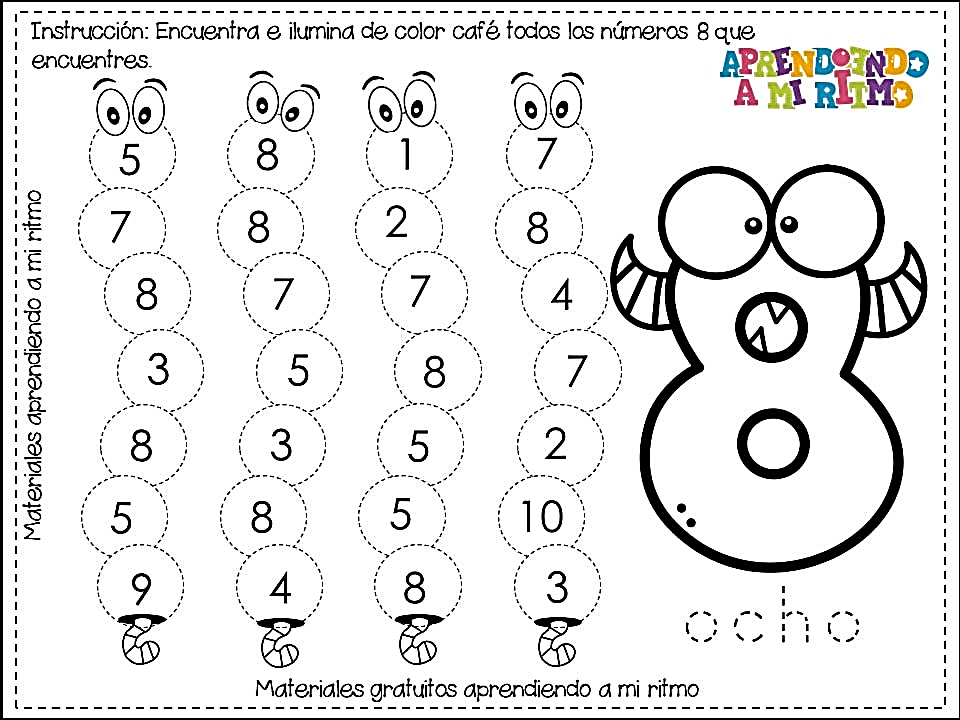 Instrucción: Encuentra e ilumina de color café todos los números 8 que
encuentres.
APRENDIENDO
A MI RITMO
Materiales aprendiendo a mi ritmo
5 8 1 7
7 8 2 8
8 7 7 4
3 5 8 7
8 3 5 2
5 8 5 10
9 4 8 3
8
ocho
Materiales gratuitos aprendiendo a mi ritmo